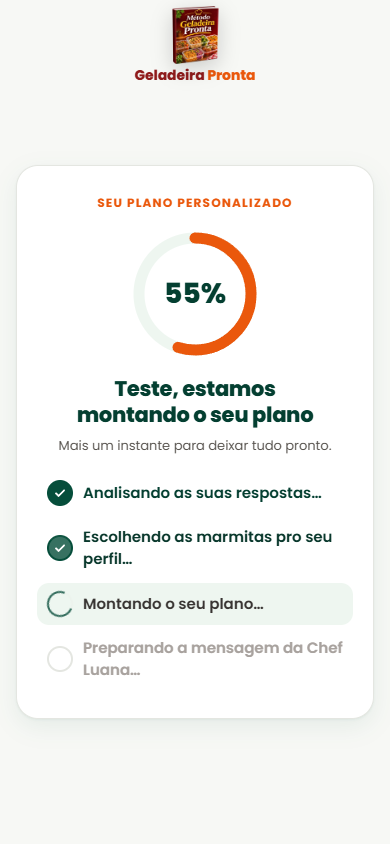 Método
Geladeira
Pronta
Geladeira Pronta
SEU PLANO PERSONALIZADO
55%
Teste, estamos
montando o seu plano
Mais um instante para deixar tudo pronto.
Analisando as suas respostas...
Escolhendo as marmitas pro seu
perfil...
Montando o seu plano...
Preparando a mensagem da Chef
Luana...